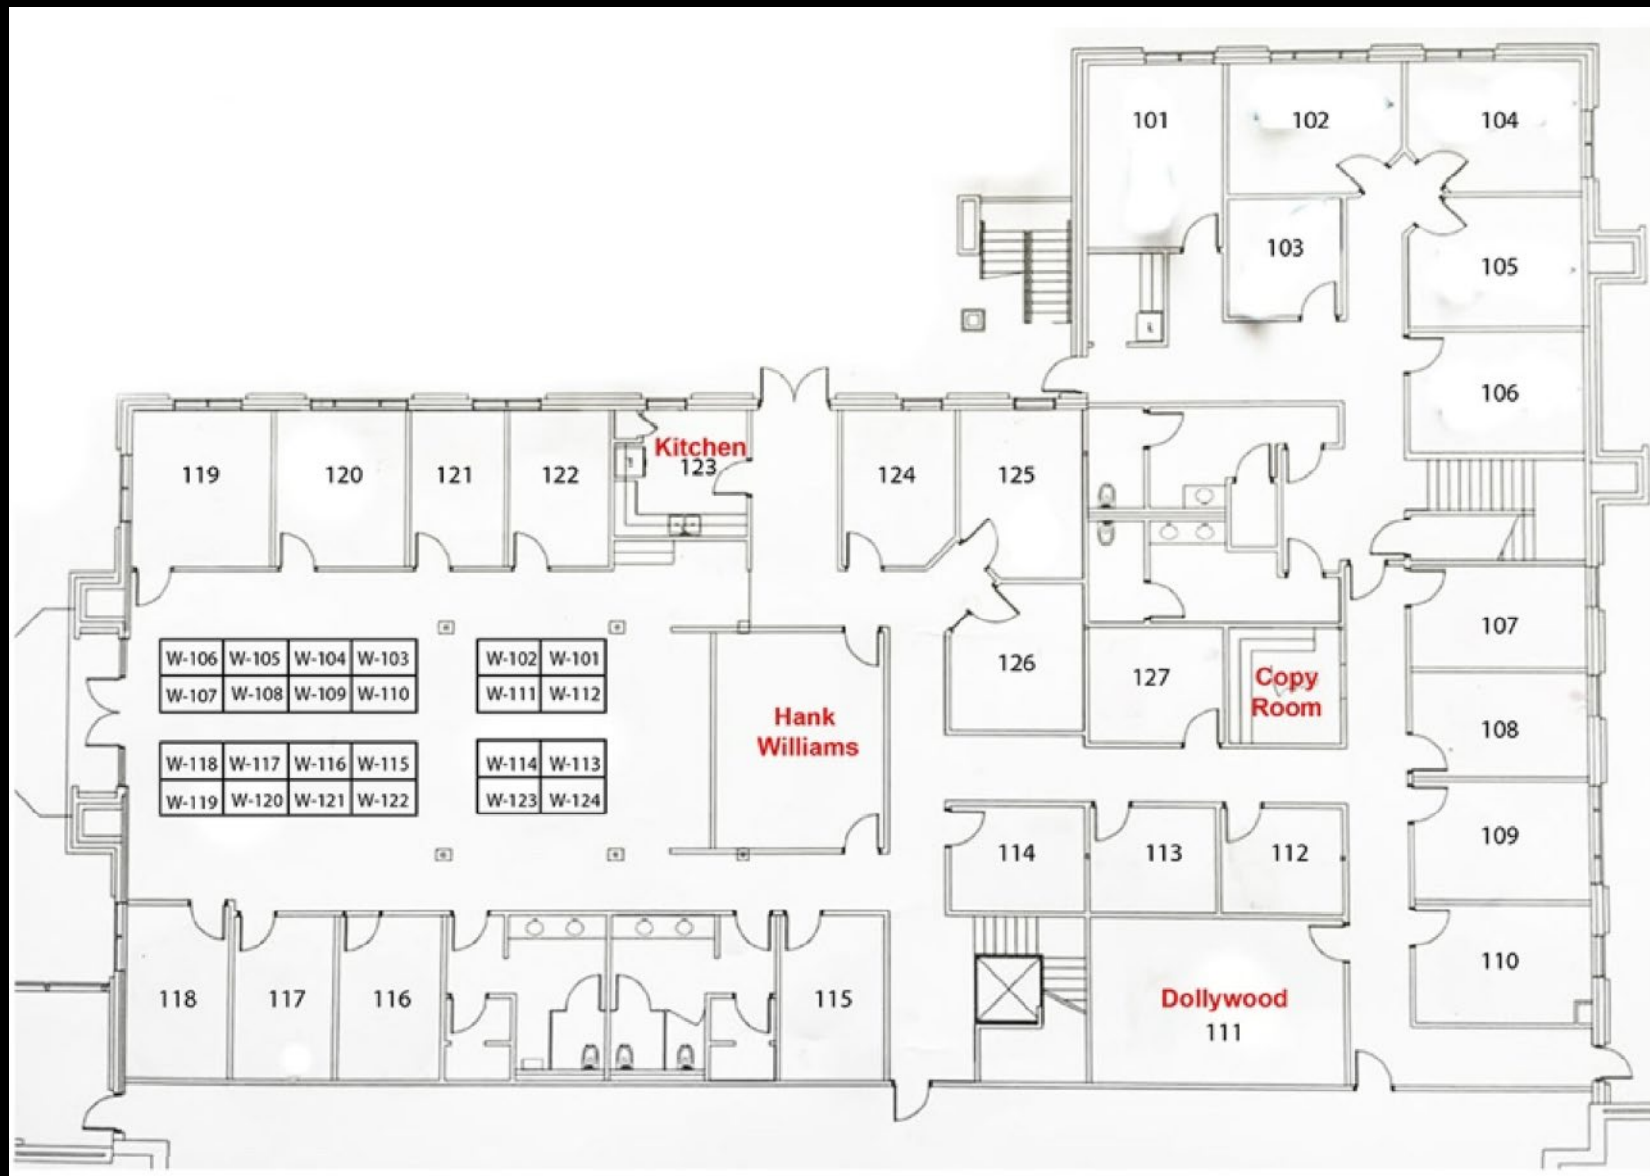 101
102
104
103
105
106
119
120
121
122
Kitchen
123
124
125
107
W-106 W-105 W-104 W-103
W-107 W-108 W-109 W-110
W-102 W-101
W-111 W-112
126
127
Copy
Room
Hank
Williams
108
W-118 W-117 W-116 W-115
W-119 W-120 W-121 W-122
W-114 W-113
W-123 W-124
114
113
112
109
110
118
117
116
115
Dollywood
111